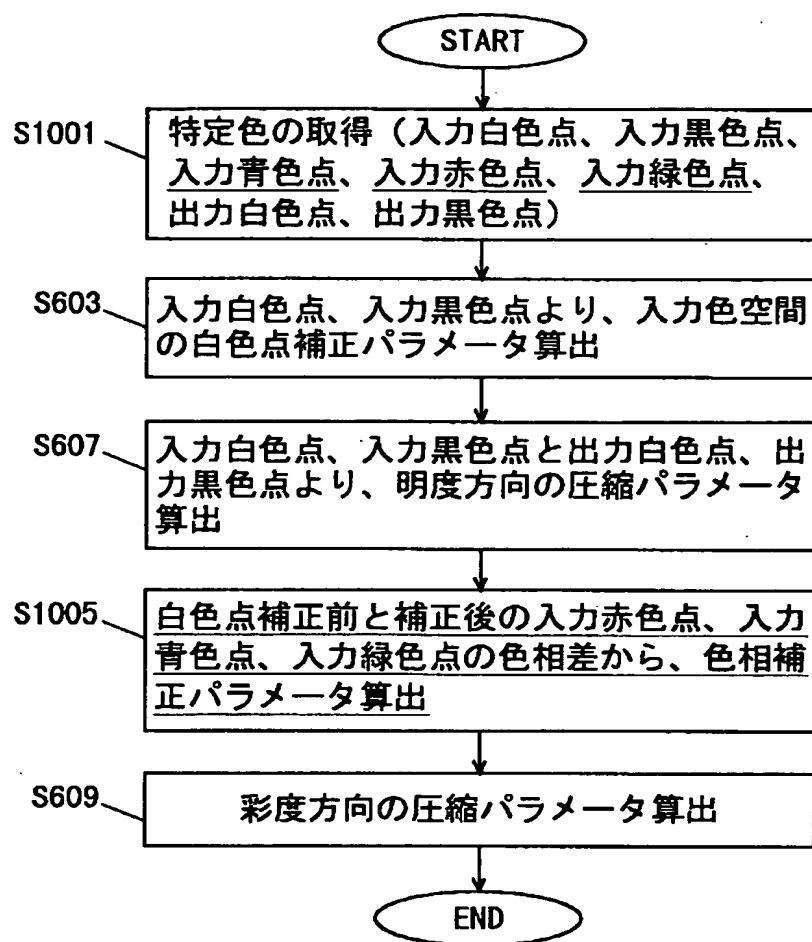 START
S1001
特定色の取得（入力白色点、入力黒色点、
入力青色点、入力赤色点、入力緑色点、
出力白色点、出力黒色点）
S603
入力白色点、入力黒色点より、入力色空間
の白色点補正パラメータ算出
S607
入力白色点、入力黒色点と出力白色点、出
力黒色点より、明度方向の圧縮パラメータ
算出
S1005
白色点補正前と補正後の入力赤色点、入力
青色点、入力緑色点の色相差から、色相補
正パラメータ算出
S609
彩度方向の圧縮パラメータ算出
END